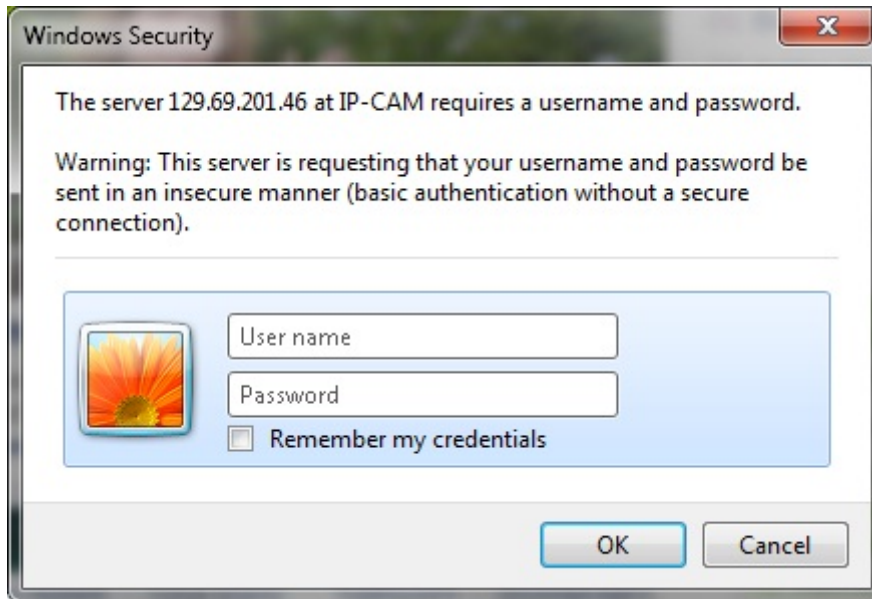 Windows Security
The server 129.69.201.46 at IP-CAM requires a username and password.
Warning: This server is requesting that your username and password be
sent in an insecure manner (basic authentication without a secure
connection).
User name
Password
Remember my credentials
OK
Cancel